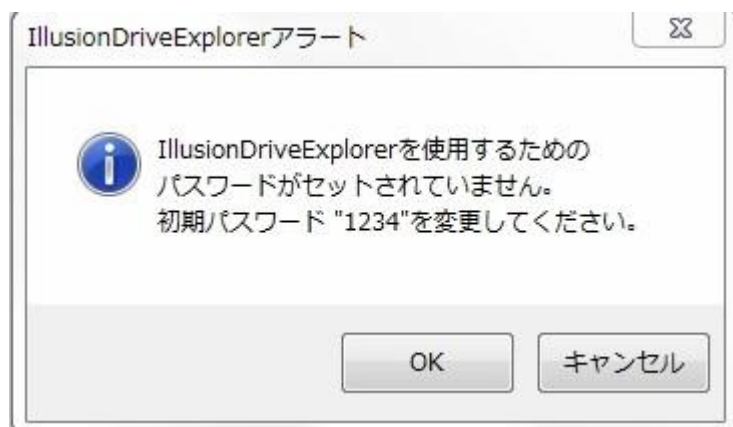 IllusionDriveExplorerアラート
IllusionDriveExplorerを使用するための
パスワードがセットされていません。
初期パスワード "1234"を変更してください。
OK
キャンセル